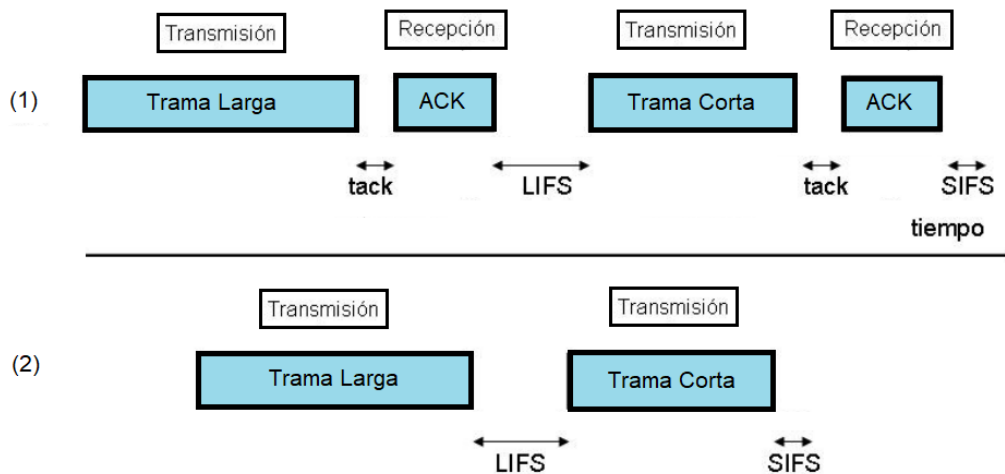 Transmisión Recepción Transmisión Recepción
(1) Trama Larga ACK Trama Corta ACK
tack LIFS tack SIFS
tiempo
Transmisión Transmisión
(2) Trama Larga Trama Corta
LIFS SIFS